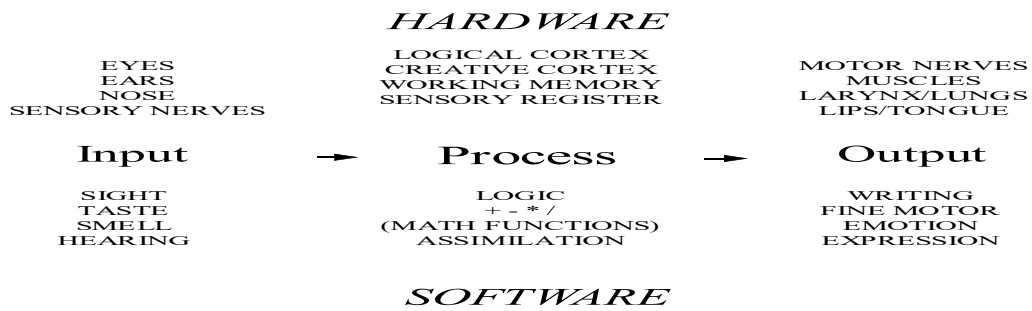 HARDWARE
EYES
EARS
NOSE
SENSORY NERVES
LOGICAL CORTEX
CREATIVE CORTEX
WORKING MEMORY
SENSORY REGISTER
MOTOR NERVES
MUSCLES
LARYNX/LUNGS
LIPS/TONGUE
Input
Process
Output
SIGHT
TASTE
SMELL
HEARING
LOGIC
+ - * /
(MATH FUNCTIONS)
ASSIMILATION
WRITING
FINE MOTOR
EMOTION
EXPRESSION
SOFTWARE